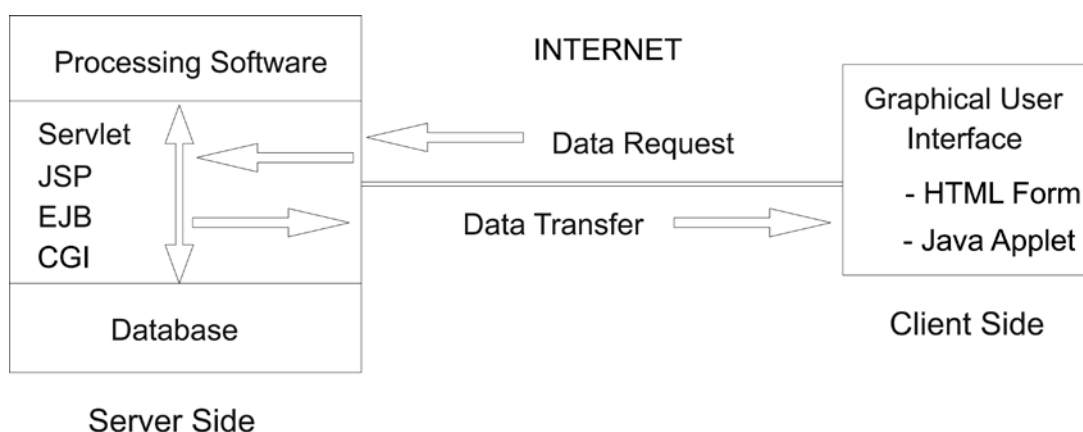 Processing Software
Servlet
JSP
EJB
CGI
Database
Server Side
INTERNET
Data Request
Data Transfer
Graphical User
Interface
- HTML Form
- Java Applet
Client Side